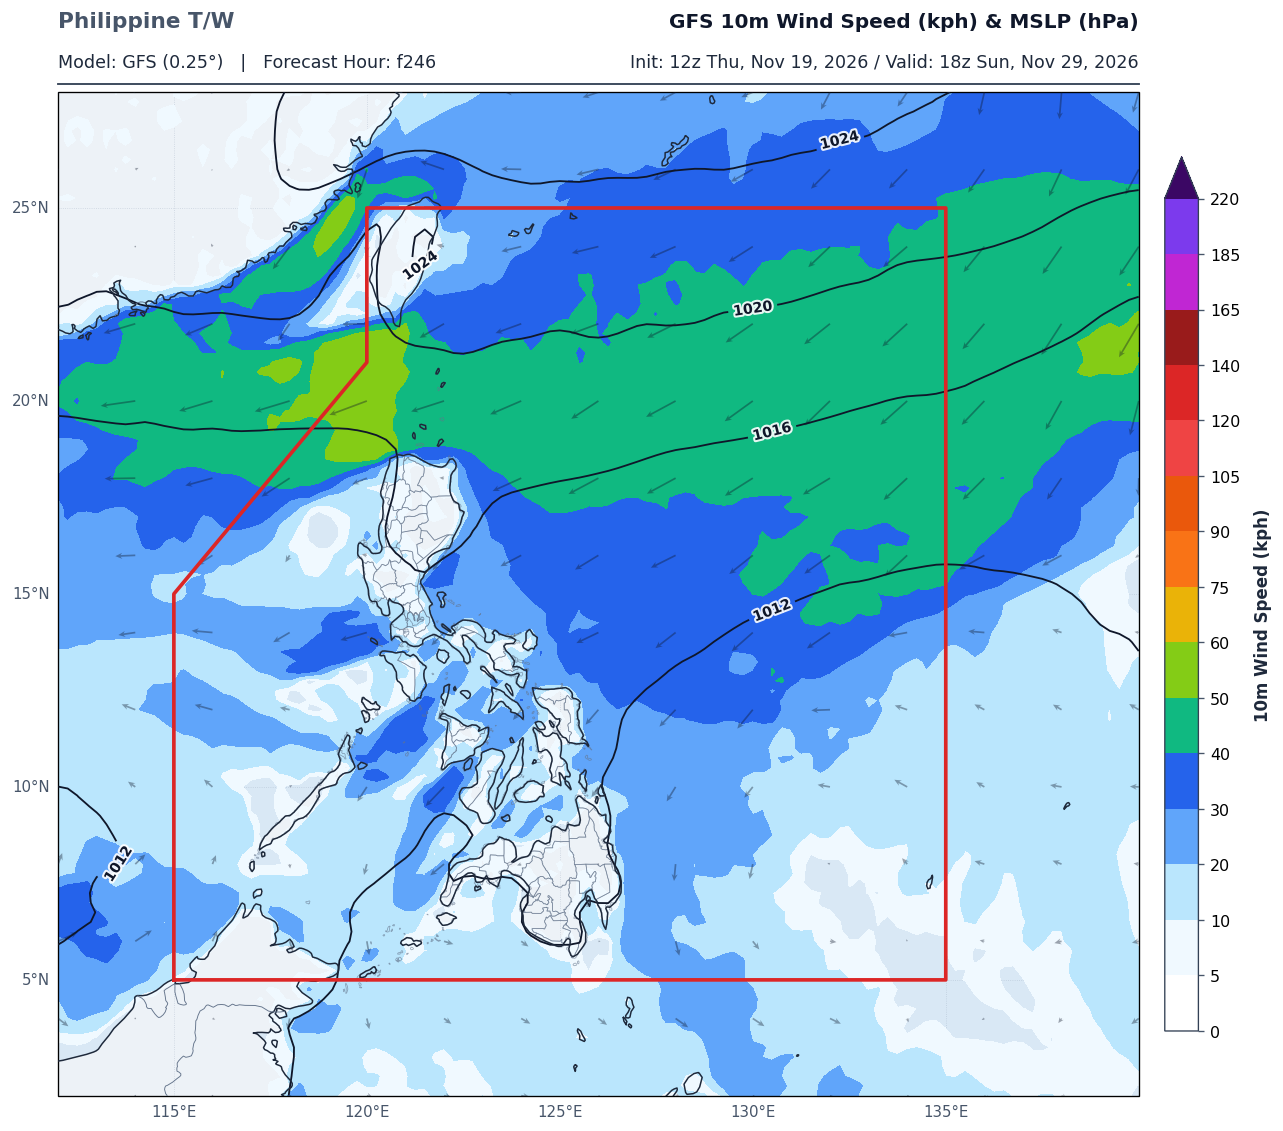 Philippine T/W
GFS 10m Wind Speed (kph) & MSLP (hPa)
Model: GFS (0.25°)   |   Forecast Hour: f246
Init: 12z Thu, Nov 19, 2026 / Valid: 18z Sun, Nov 29, 2026
1024
1024
1020
1016
1012
1012
25°N
20°N
15°N
10°N
5°N
115°E
120°E
125°E
130°E
135°E
220
185
165
140
120
105
90
75
60
50
40
30
20
10
5
0
10m Wind Speed (kph)